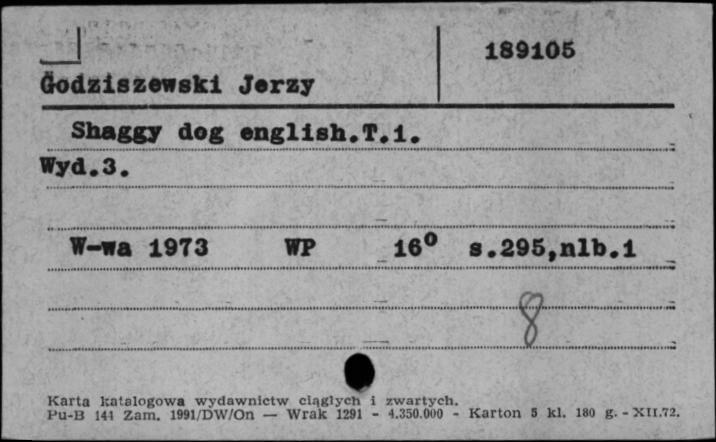 189105
Godziszewski Jerzy
Shaggy dog english.T.1.
Wyd.3.
W-wa 1973 WP 16⁰ s.295,nlb.1
8
Karta katalogowa wydawnictw ciągłych i zwartych.
Pu-B 144 Zam. 1991/DW/On — Wrak 1291 - 4.350.000 - Karton 5 kl. 180 g. - XII.72.